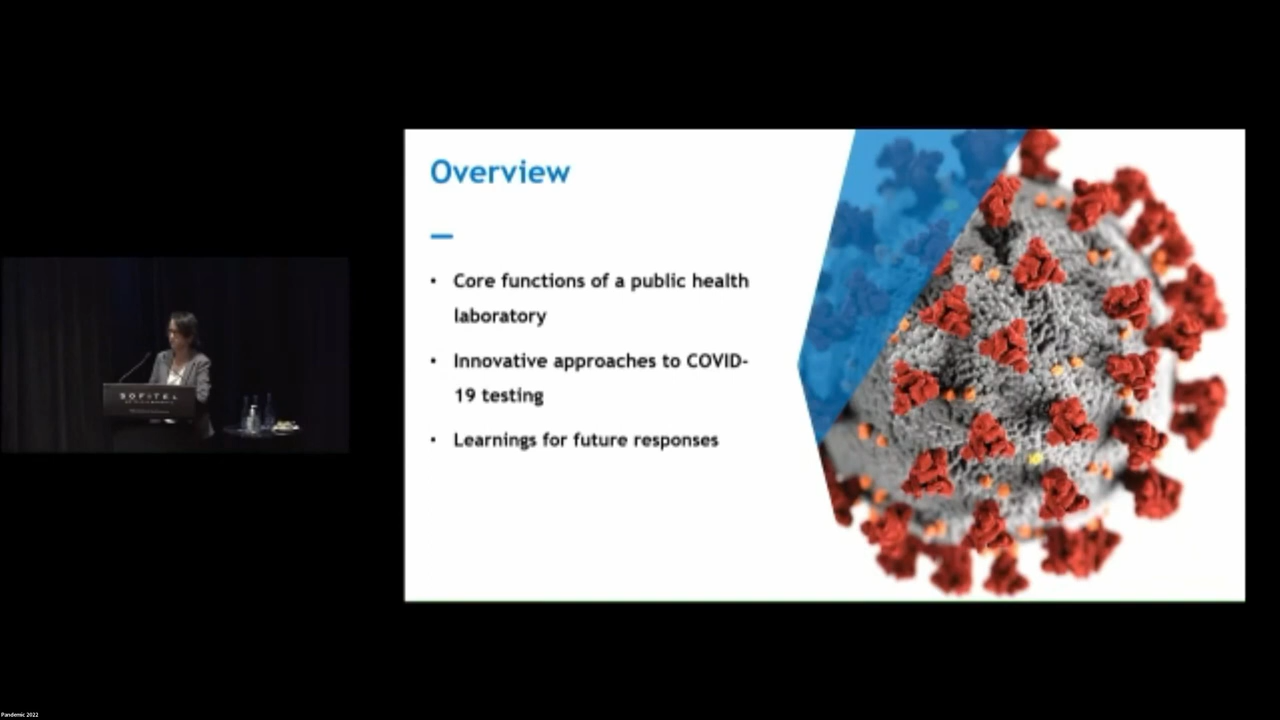 Overview
• Core functions of a public health
laboratory
• Innovative approaches to COVID-
19 testing
• Learnings for future responses
SOFITEL
Pandemic 2022